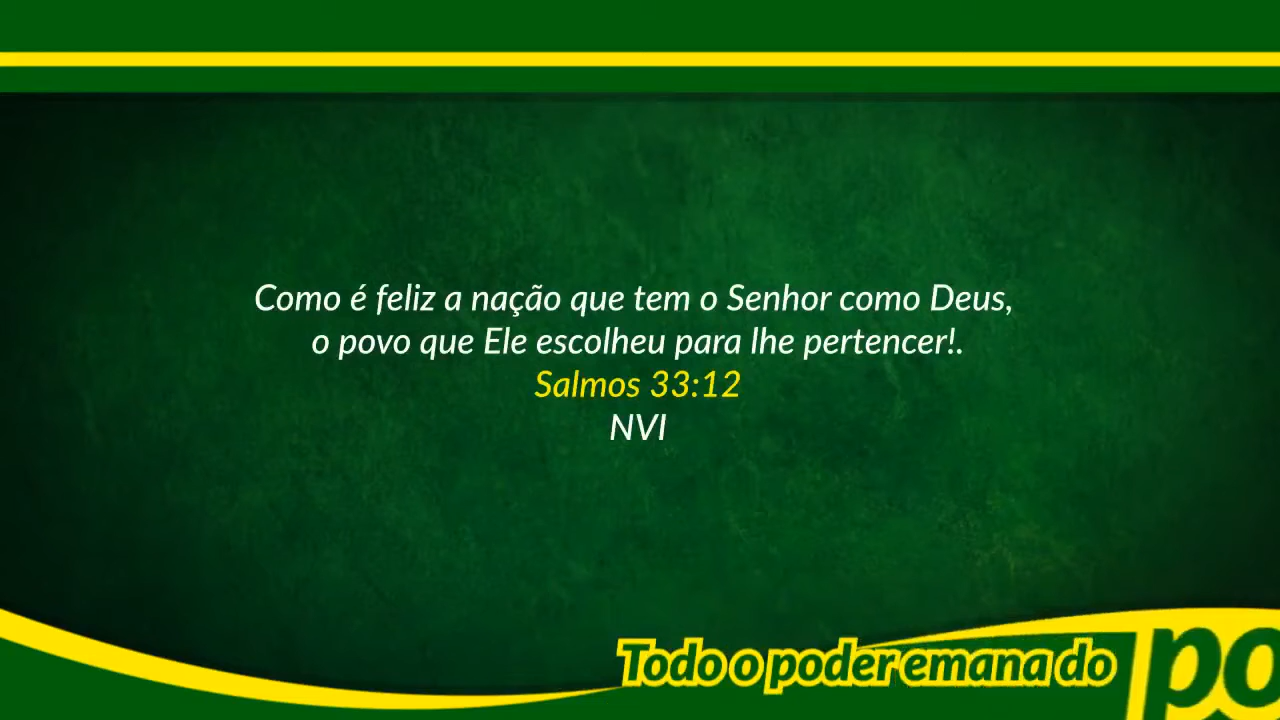 Como é feliz a nação que tem o Senhor como Deus,
o povo que Ele escolheu para lhe pertencer!.
Salmos 33:12
NVI
Todo o poder emana do
po